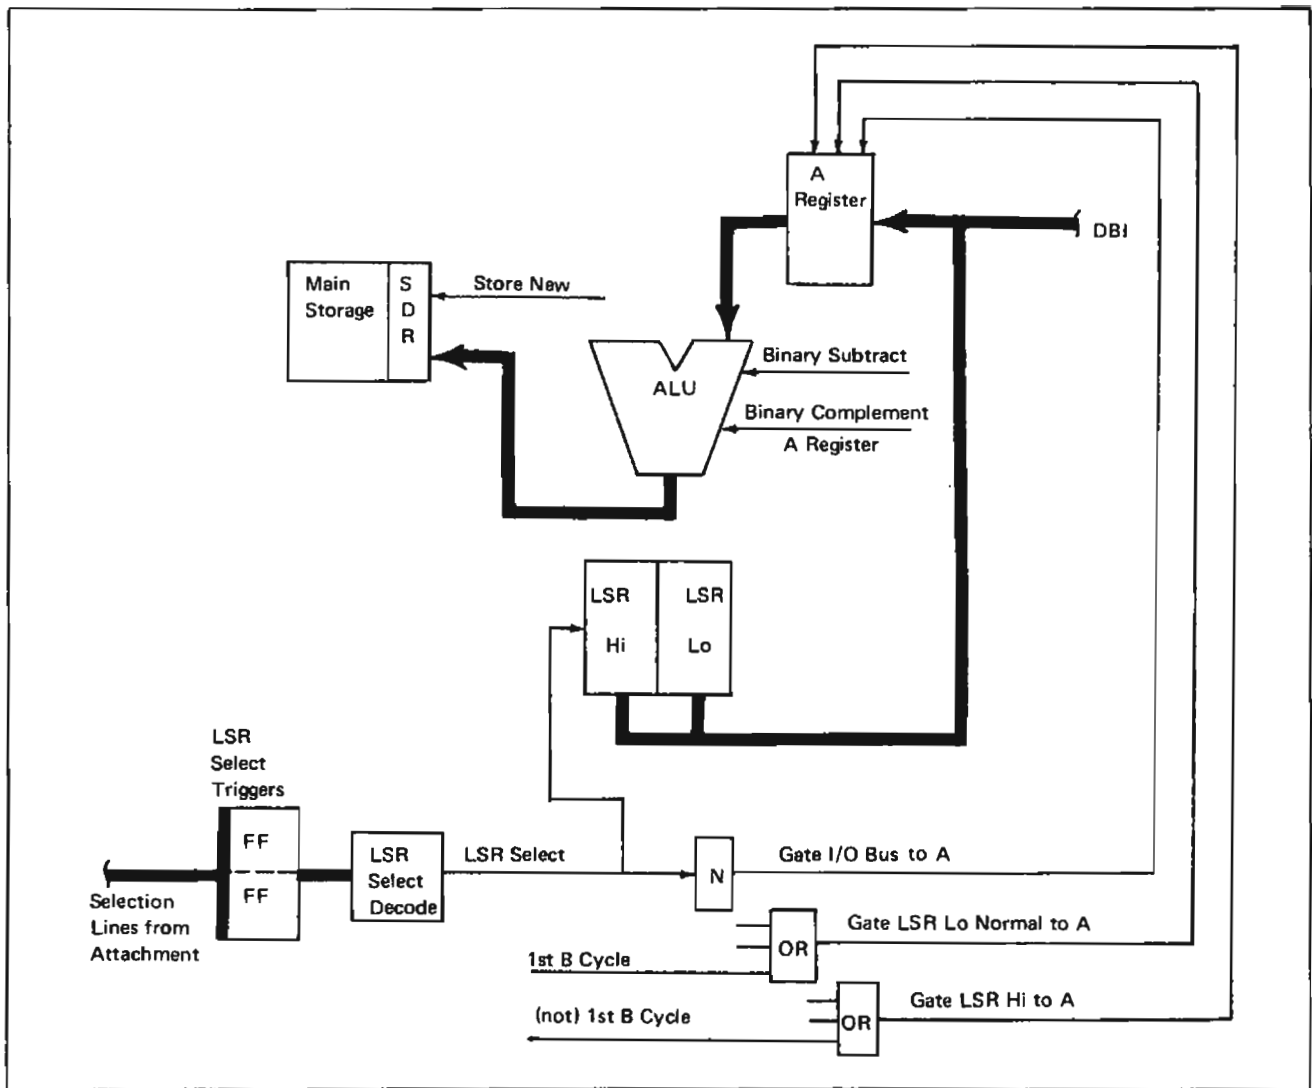 A
Register
DBI
Main
Storage
S
D
R
Store New
Binary Subtract
ALU
Binary Complement
A Register
LSR
Hi
LSR
Lo
LSR
Select
Triggers
FF
FF
LSR
Select
Decode
LSR Select
N
Gate I/O Bus to A
Selection
Lines from
Attachment
OR
Gate LSR Lo Normal to A
1st B Cycle
OR
Gate LSR Hi to A
(not) 1st B Cycle